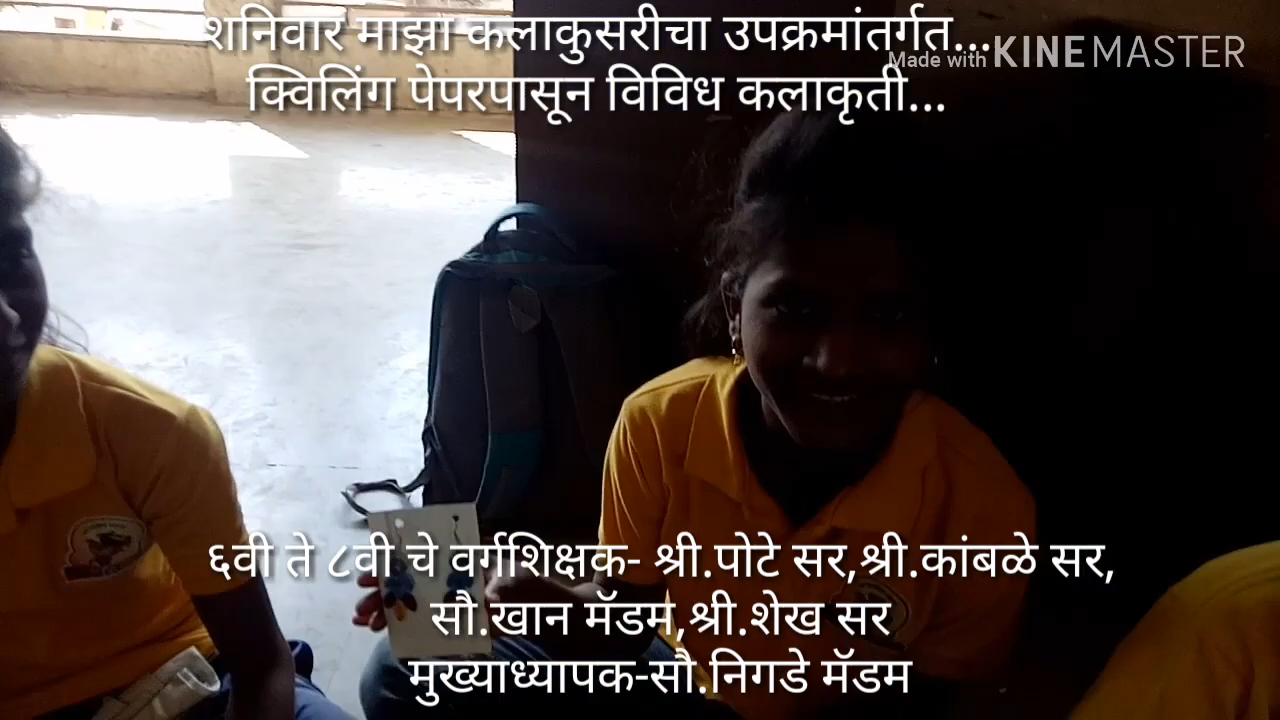 शनिवार माझा कलाकुसरीचा उपक्रमांतर्गत...
Made with KINEMASTER
क्विलिंग पेपरपासून विविध कलाकृती...
६वी ते ८वी चे वर्गशिक्षक- श्री.पोटे सर,श्री.कांबळे सर,
सौ.खान मॅडम,श्री.शेख सर
मुख्याध्यापक-सौ.निगडे मॅडम